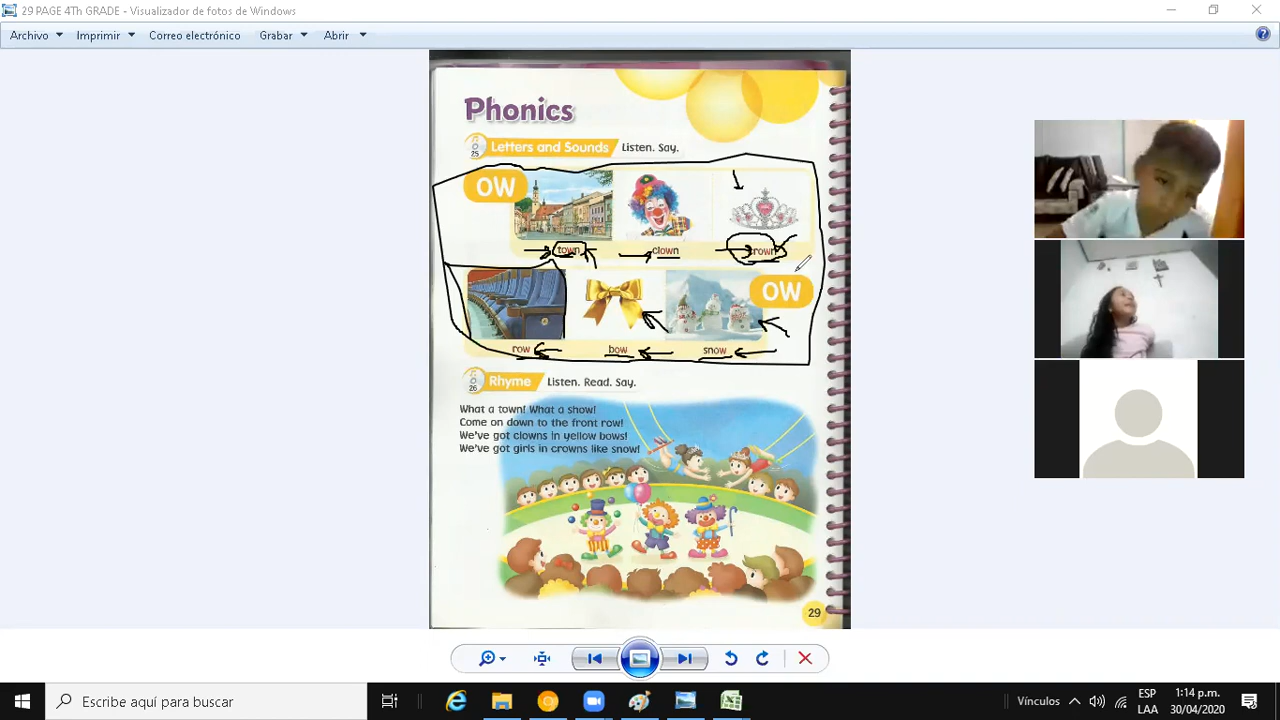 29 PAGE 4Th GRADE - Visualizador de fotos de Windows
Archivo Imprimir Correo electrónico Grabar Abrir
Phonics
25 Letters and Sounds Listen. Say.
OW
town clown crown
OW
row bow snow
26 Rhyme Listen. Read. Say.
What a town! What a show!
Come on down to the front row!
We've got clowns in yellow bows!
We've got girls in crowns like snow!
29
Escribe aquí para buscar
Vínculos ESP 1:14 p.m.
LAA 30/04/2020